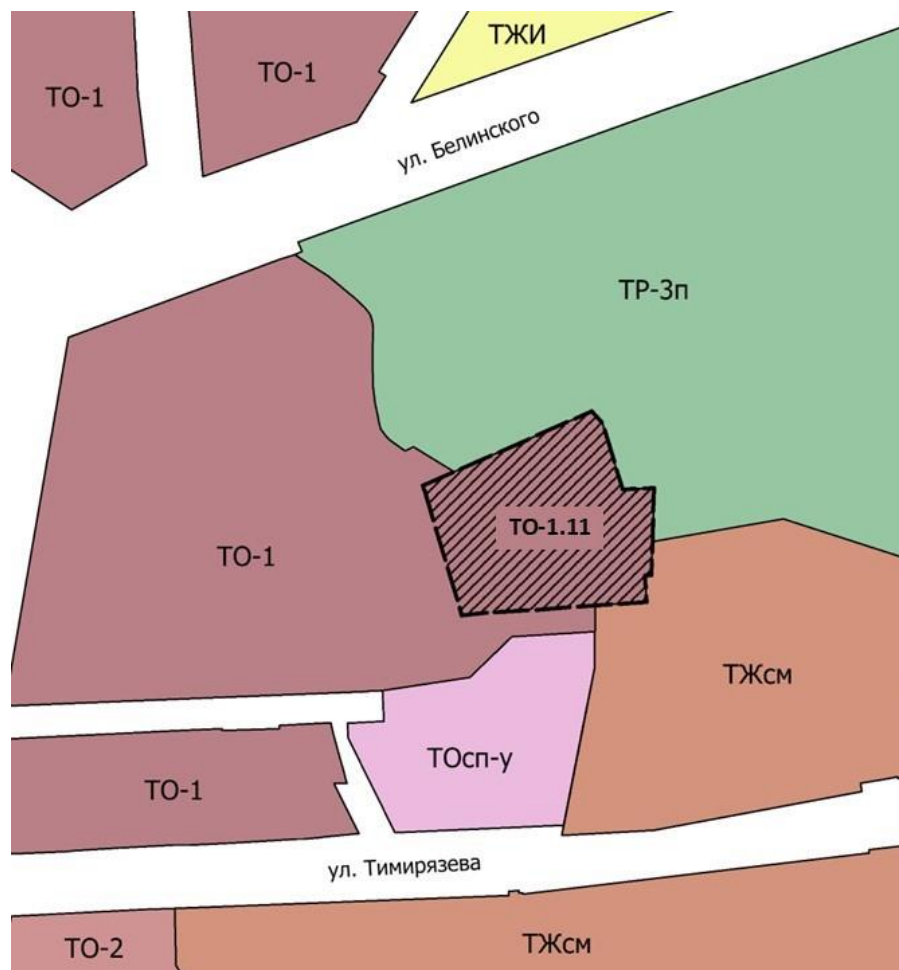 ТЖИ
ТО-1
ТО-1
ул. Белинского
ТР-3п
ТО-1.11
ТО-1
ТЖсм
ТОсп-у
ТО-1
ул. Тимирязева
ТО-2
ТЖсм